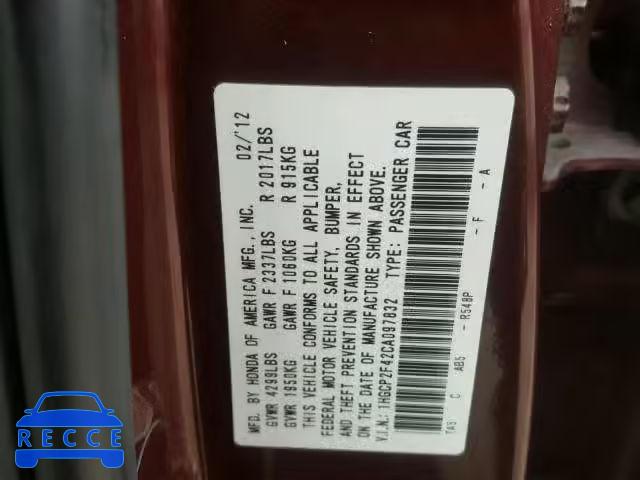 MFD. BY HONDA OF AMERICA MFG., INC. 02/'12
GVWR 4299LBS GAWR F 2337LBS R 2017LBS
GVWR 1950KG GAWR F 1060KG R 915KG
THIS VEHICLE CONFORMS TO ALL APPLICABLE
FEDERAL MOTOR VEHICLE SAFETY, BUMPER,
AND THEFT PREVENTION STANDARDS IN EFFECT
ON THE DATE OF MANUFACTURE SHOWN ABOVE.
V.I.N.: 1HGCP2F42CA097832 TYPE: PASSENGER CAR
TA5 C AB5 - R548P - F - A
RECCE